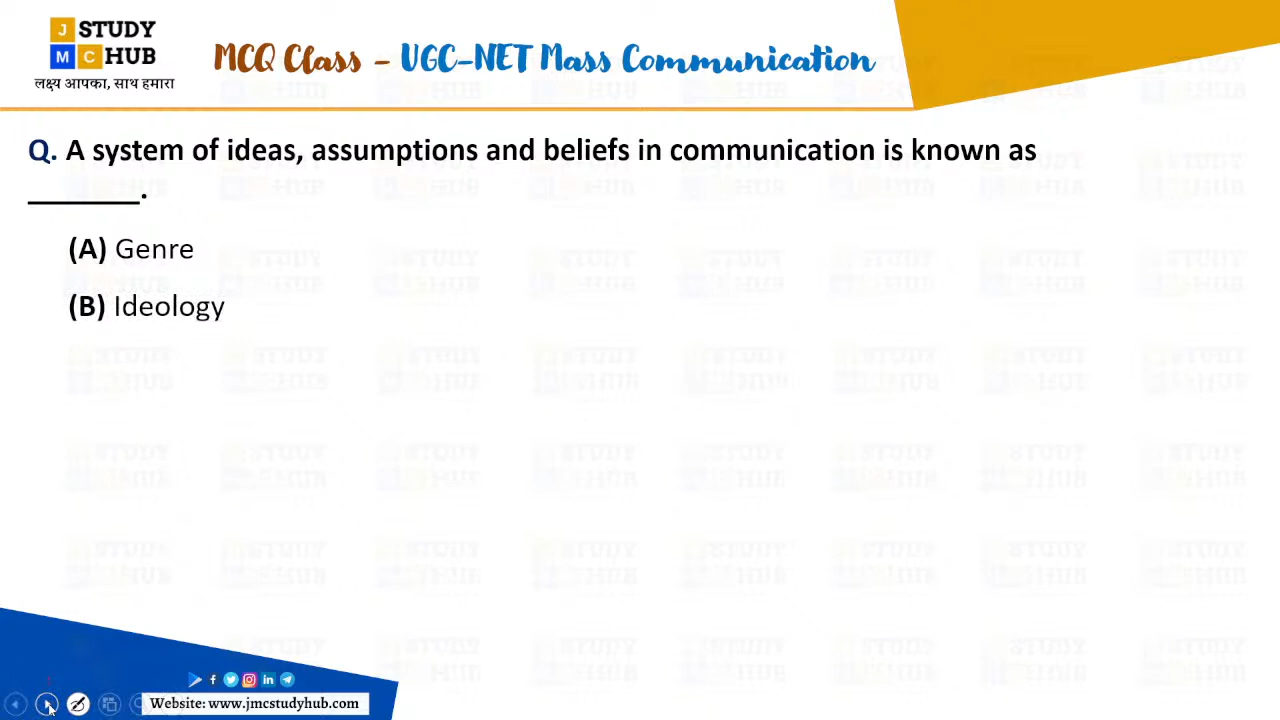 J STUDY
M C HUB
लक्ष्य आपका, साथ हमारा
MCQ Class - UGC-NET Mass Communication
Q. A system of ideas, assumptions and beliefs in communication is known as
________.
(A) Genre
(B) Ideology
Website: www.jmcstudyhub.com